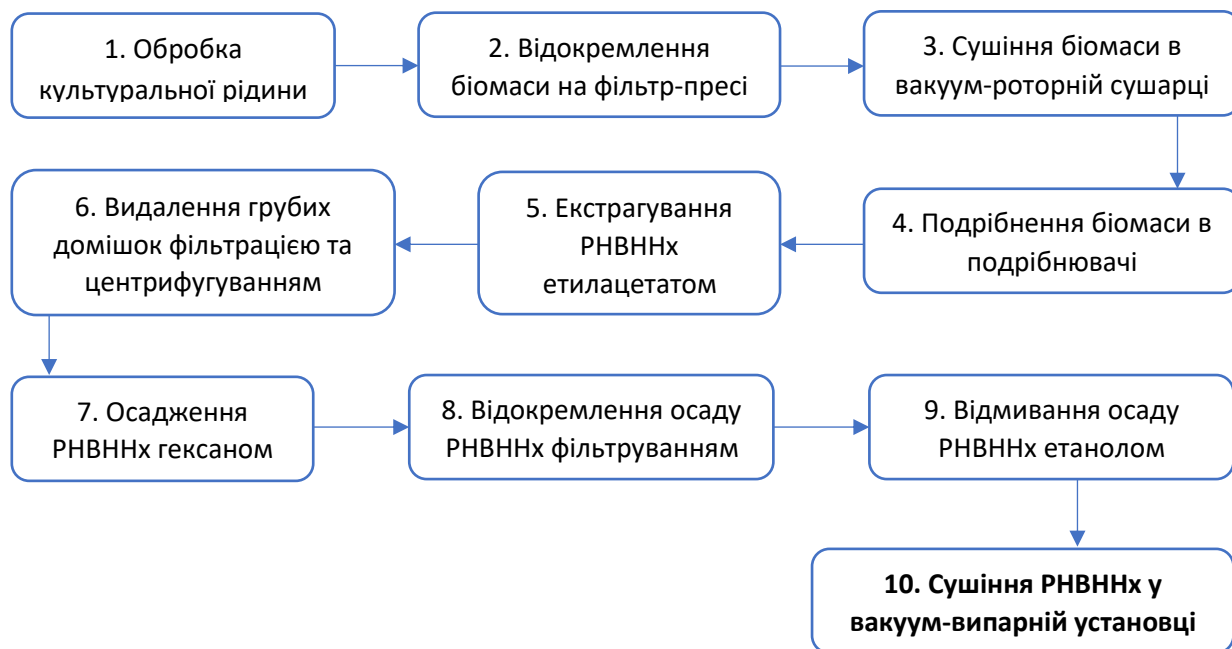 1. Обробка
культуральної рідини
2. Відокремлення
біомаси на фільтр-пресі
3. Сушіння біомаси в
вакуум-роторній сушарці
4. Подрібнення біомаси в
подрібнювачі
5. Екстрагування
PHBHHx
етилацетатом
6. Видалення грубих
домішок фільтрацією та
центрифугуванням
7. Осадження
PHBHHx гексаном
8. Відокремлення осаду
PHBHHx фільтруванням
9. Відмивання осаду
PHBHHx етанолом
10. Сушіння PHBHHx у
вакуум-випарній установці